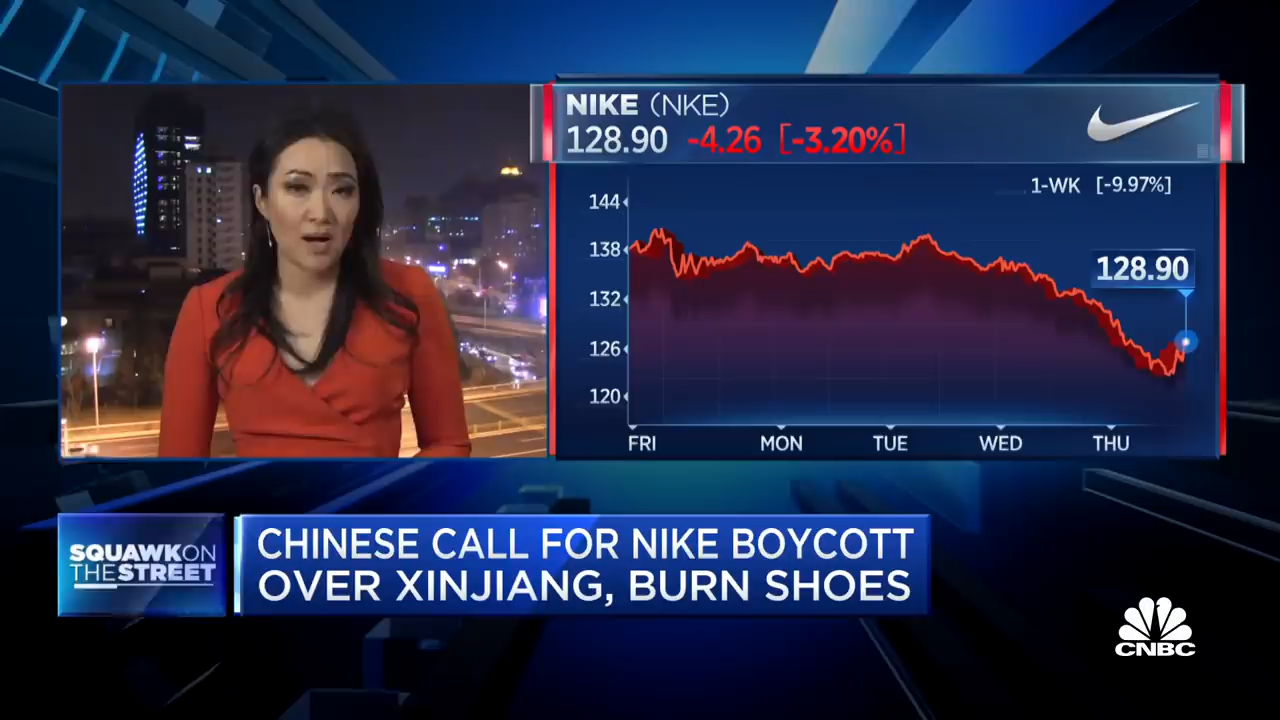 NIKE (NKE)
128.90 -4.26 [-3.20%]
1-WK [-9.97%]
144
138
132
126
120
128.90
FRI MON TUE WED THU
SQUAWK ON
THE STREET
CHINESE CALL FOR NIKE BOYCOTT
OVER XINJIANG, BURN SHOES
CNBC